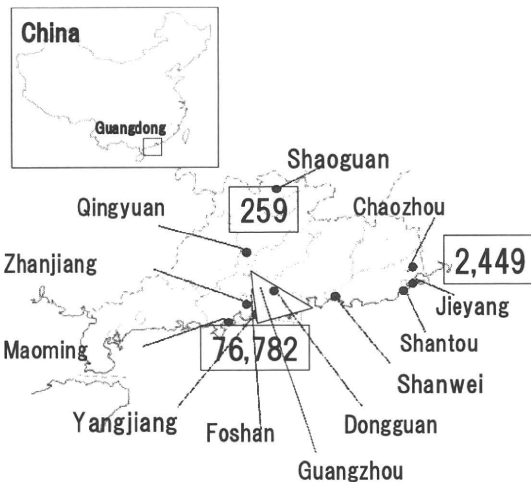 China
Guangdong
Shaoguan
Qingyuan
259
Chaozhou
2,449
Zhanjiang
Jieyang
Shantou
Maoming
76,782
Shanwei
Yangjiang
Foshan
Dongguan
Guangzhou